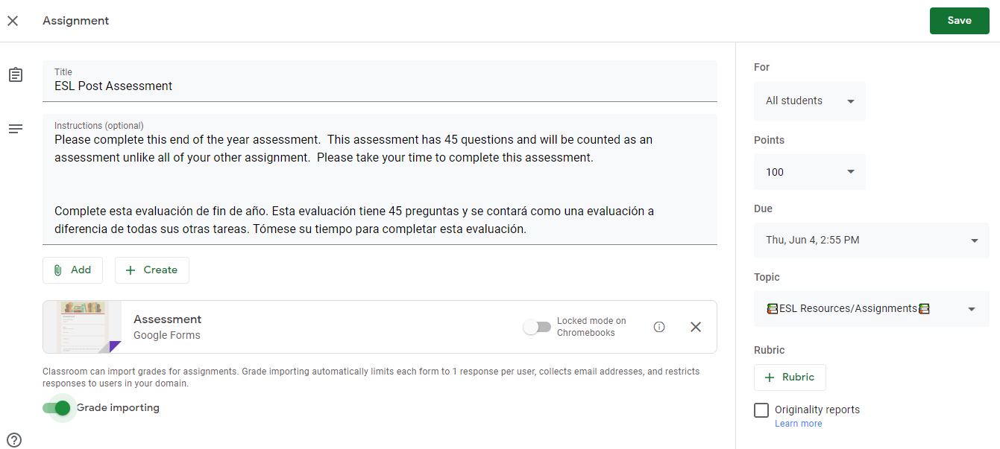 Assignment
Save
Title
ESL Post Assessment
Instructions (optional)
Please complete this end of the year assessment.  This assessment has 45 questions and will be counted as an
assessment unlike all of your other assignment.  Please take your time to complete this assessment.
Complete esta evaluación de fin de año. Esta evaluación tiene 45 preguntas y se contará como una evaluación a
diferencia de todas sus otras tareas. Tómese su tiempo para completar esta evaluación.
Add
Create
Assessment
Google Forms
Locked mode on
Chromebooks
Classroom can import grades for assignments. Grade importing automatically limits each form to 1 response per user, collects email addresses, and restricts
responses to users in your domain.
Grade importing
For
All students
Points
100
Due
Thu, Jun 4, 2:55 PM
Topic
📚ESL Resources/Assignments📚
Rubric
Rubric
Originality reports
Learn more